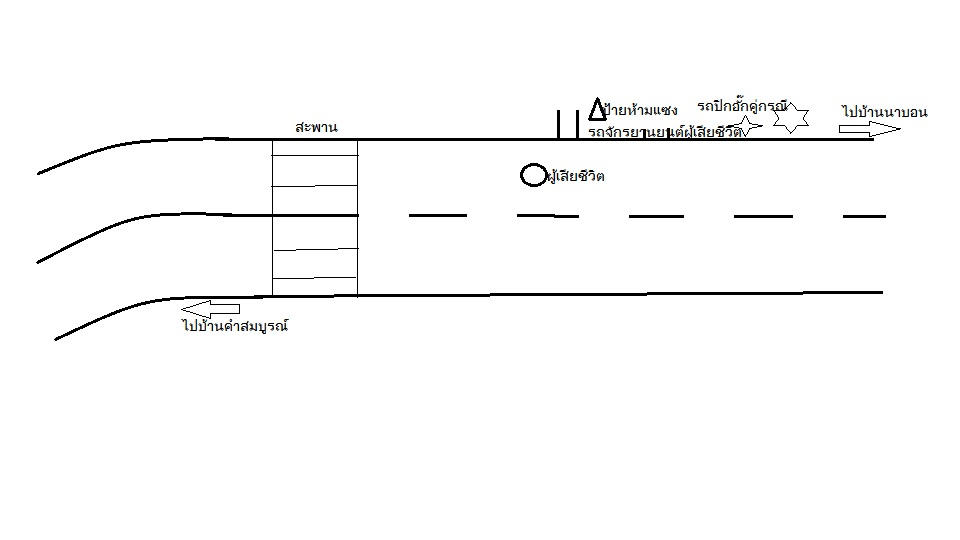 รถปิกอั๊กคู่กรณี
ป้ายห้ามแซง
ไปบ้านนาบอน
สะพาน
รถจักรยานยนต์ผู้เสียชีวิต
ผู้เสียชีวิต
ไปบ้านคำสมบูรณ์